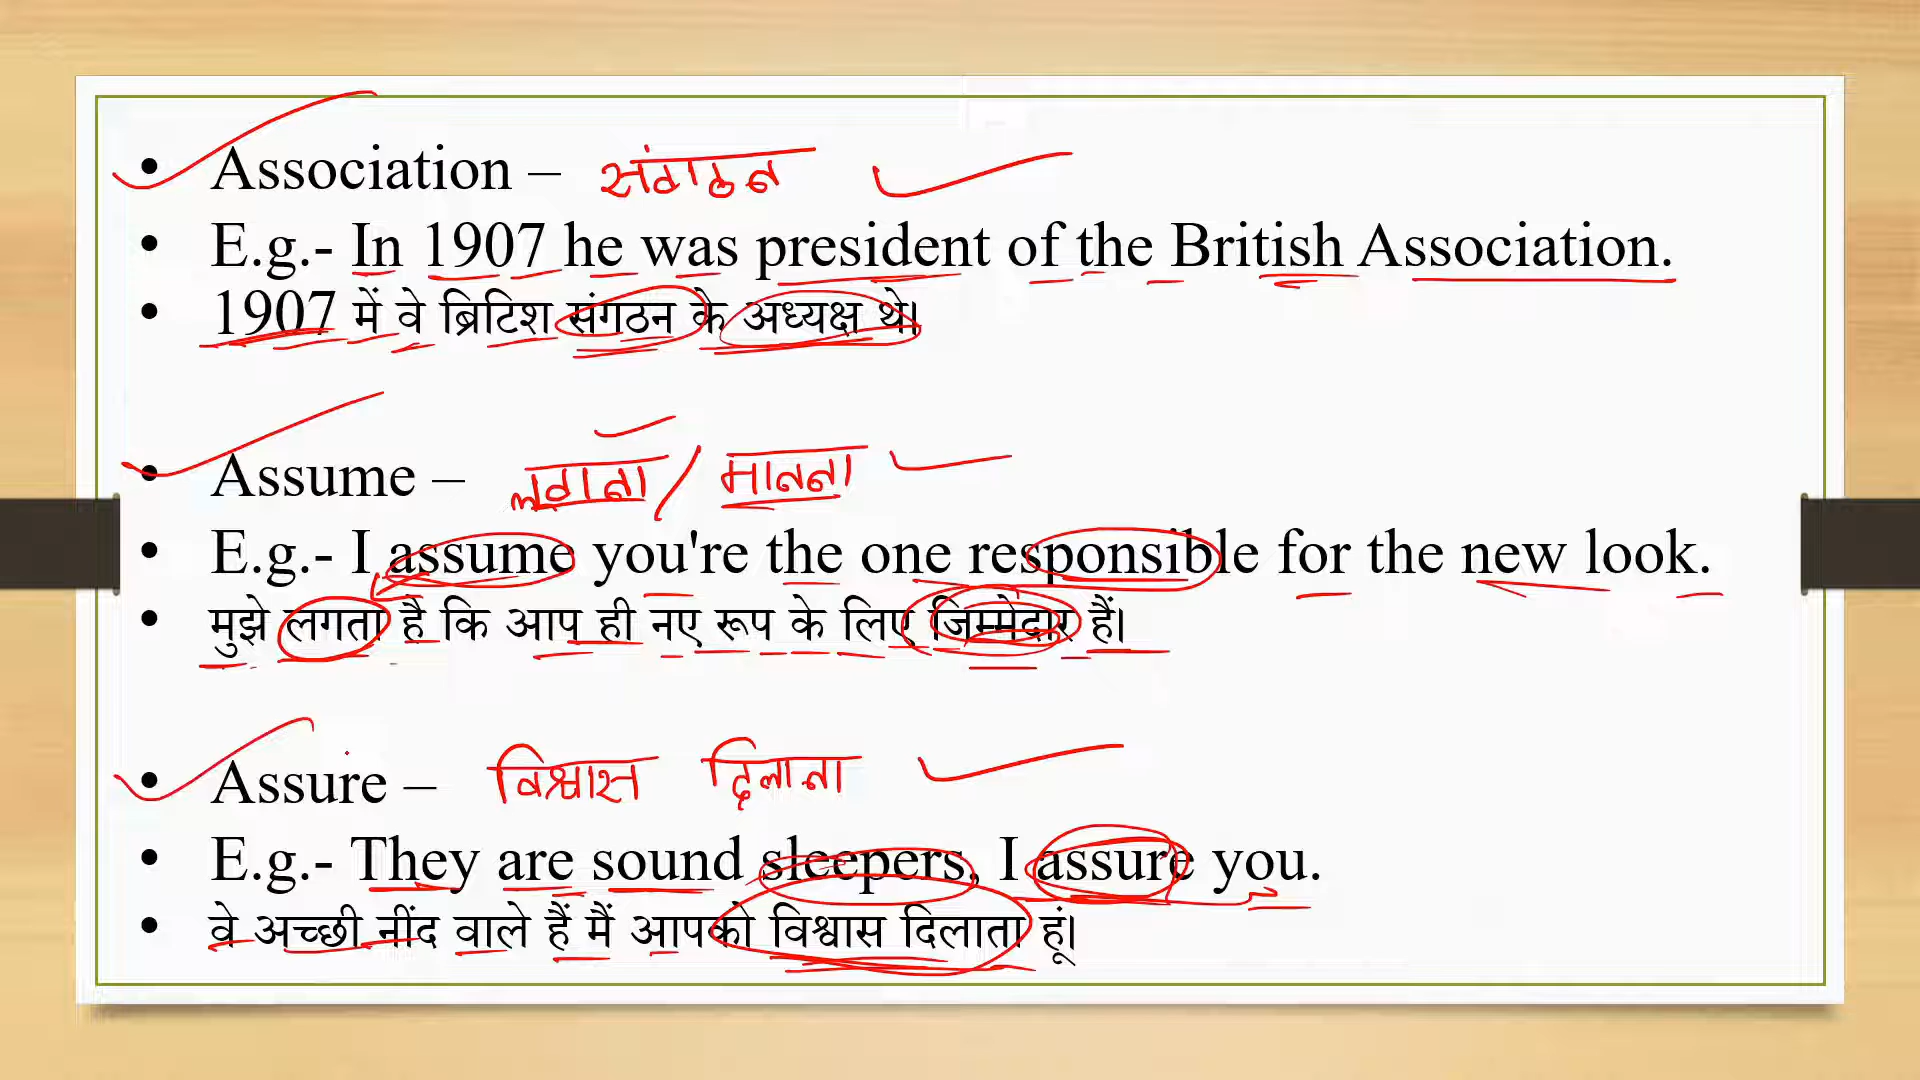 • Association – संगठन
• E.g.- In 1907 he was president of the British Association.
• 1907 में वे ब्रिटिश संगठन के अध्यक्ष थे।
• Assume – लगाना / मानना
• E.g.- I assume you're the one responsible for the new look.
• मुझे लगता है कि आप ही नए रूप के लिए जिम्मेदार हैं।
• Assure – विश्वास दिलाना
• E.g.- They are sound sleepers, I assure you.
• वे अच्छी नींद वाले हैं मैं आपको विश्वास दिलाता हूं।